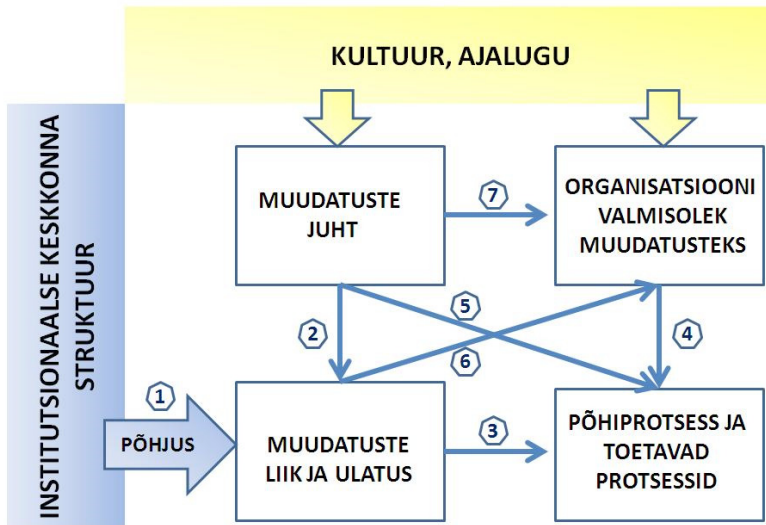 KULTUUR, AJALUGU
INSTITUTSIONAALSE KESKKONNA
STRUKTUUR
MUUDATUSTE
JUHT
7
ORGANISATSIOONI
VALMISOLEK
MUUDATUSTEKS
2
5
6
4
1
PÕHJUS
MUUDATUSTE
LIIK JA ULATUS
3
PÕHIPROTSESS JA
TOETAVAD
PROTSESSID